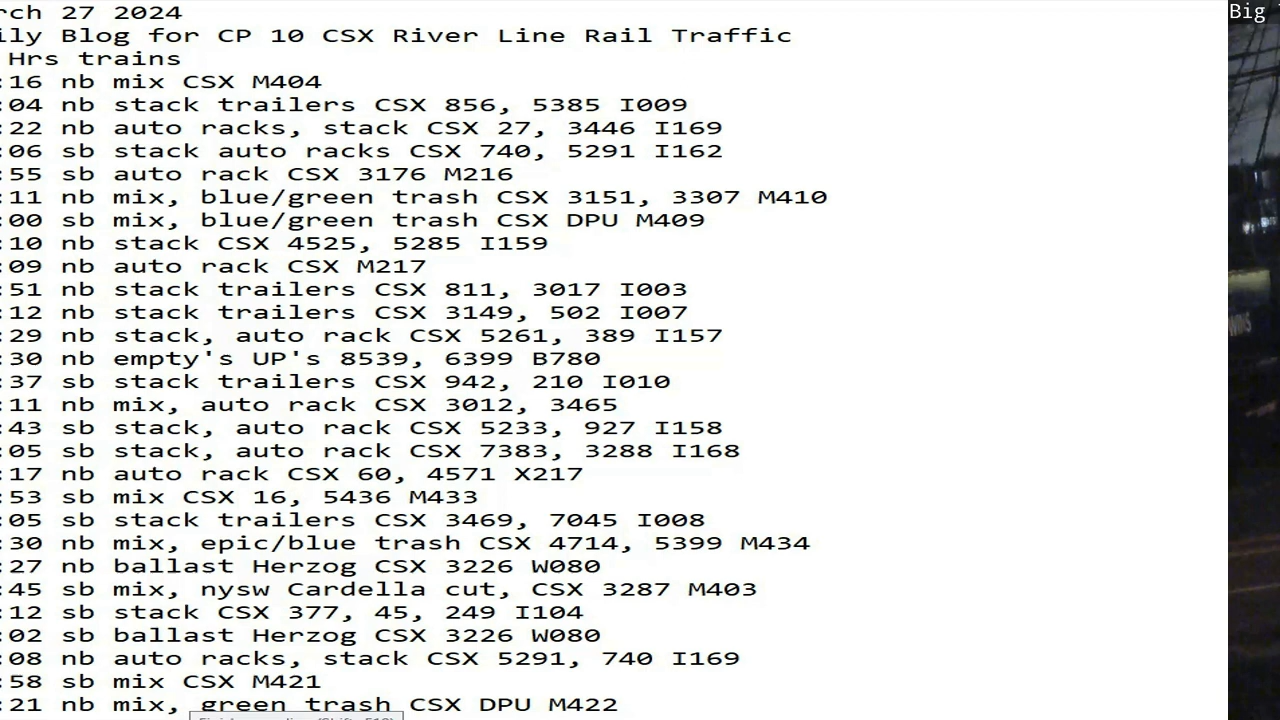 rch 27 2024
Big
ily Blog for CP 10 CSX River Line Rail Traffic
Hrs trains
:16 nb mix CSX M404
:04 nb stack trailers CSX 856, 5385 I009
:22 nb auto racks, stack CSX 27, 3446 I169
:06 sb stack auto racks CSX 740, 5291 I162
:55 sb auto rack CSX 3176 M216
:11 nb mix, blue/green trash CSX 3151, 3307 M410
:00 sb mix, blue/green trash CSX DPU M409
:10 nb stack CSX 4525, 5285 I159
:09 nb auto rack CSX M217
:51 nb stack trailers CSX 811, 3017 I003
:12 nb stack trailers CSX 3149, 502 I007
:29 nb stack, auto rack CSX 5261, 389 I157
:30 nb empty's UP's 8539, 6399 B780
:37 sb stack trailers CSX 942, 210 I010
:11 nb mix, auto rack CSX 3012, 3465
:43 sb stack, auto rack CSX 5233, 927 I158
:05 sb stack, auto rack CSX 7383, 3288 I168
:17 nb auto rack CSX 60, 4571 X217
:53 sb mix CSX 16, 5436 M433
:05 sb stack trailers CSX 3469, 7045 I008
:30 nb mix, epic/blue trash CSX 4714, 5399 M434
:27 nb ballast Herzog CSX 3226 W080
:45 sb mix, nysw Cardella cut, CSX 3287 M403
:12 sb stack CSX 377, 45, 249 I104
:02 sb ballast Herzog CSX 3226 W080
:08 nb auto racks, stack CSX 5291, 740 I169
:58 sb mix CSX M421
:21 nb mix, green trash CSX DPU M422